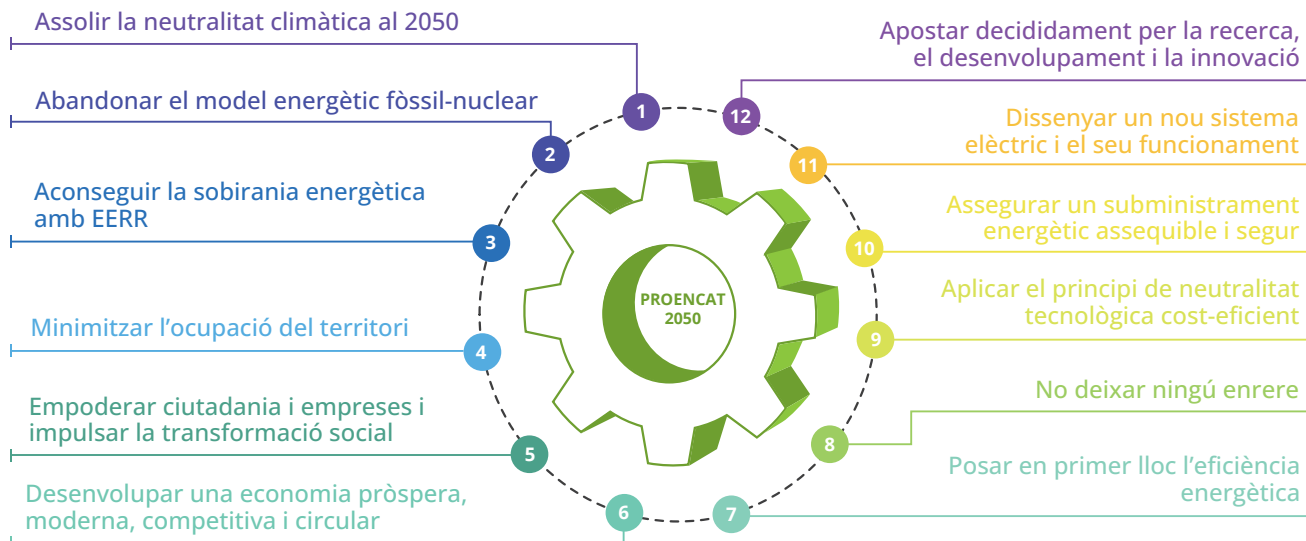 Assolir la neutralitat climàtica al 2050
1
Abandonar el model energètic fòssil-nuclear
2
Aconseguir la sobirania energètica
amb EERR
3
Minimitzar l’ocupació del territori
4
Empoderar ciutadania i empreses i
impulsar la transformació social
5
Desenvolupar una economia pròspera,
moderna, competitiva i circular
6
PROENCAT
2050
Apostar decididament per la recerca,
el desenvolupament i la innovació
12
Dissenyar un nou sistema
elèctric i el seu funcionament
11
Assegurar un subministrament
energètic assequible i segur
10
Aplicar el principi de neutralitat
tecnològica cost-eficient
9
No deixar ningú enrere
8
Posar en primer lloc l’eficiència
energètica
7